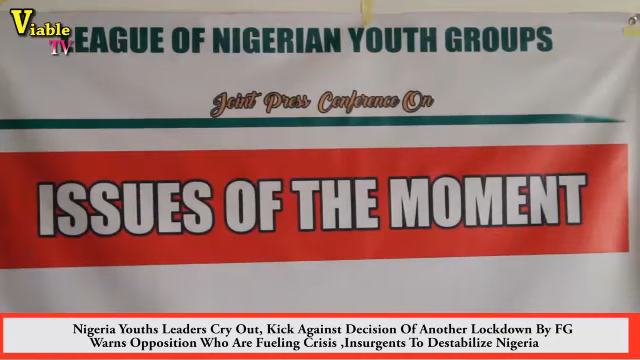 Viable
TV
LEAGUE OF NIGERIAN YOUTH GROUPS
Joint Press Conference On
ISSUES OF THE MOMENT
Nigeria Youths Leaders Cry Out, Kick Against Decision Of Another Lockdown By FG
Warns Opposition Who Are Fueling Crisis ,Insurgents To Destabilize Nigeria